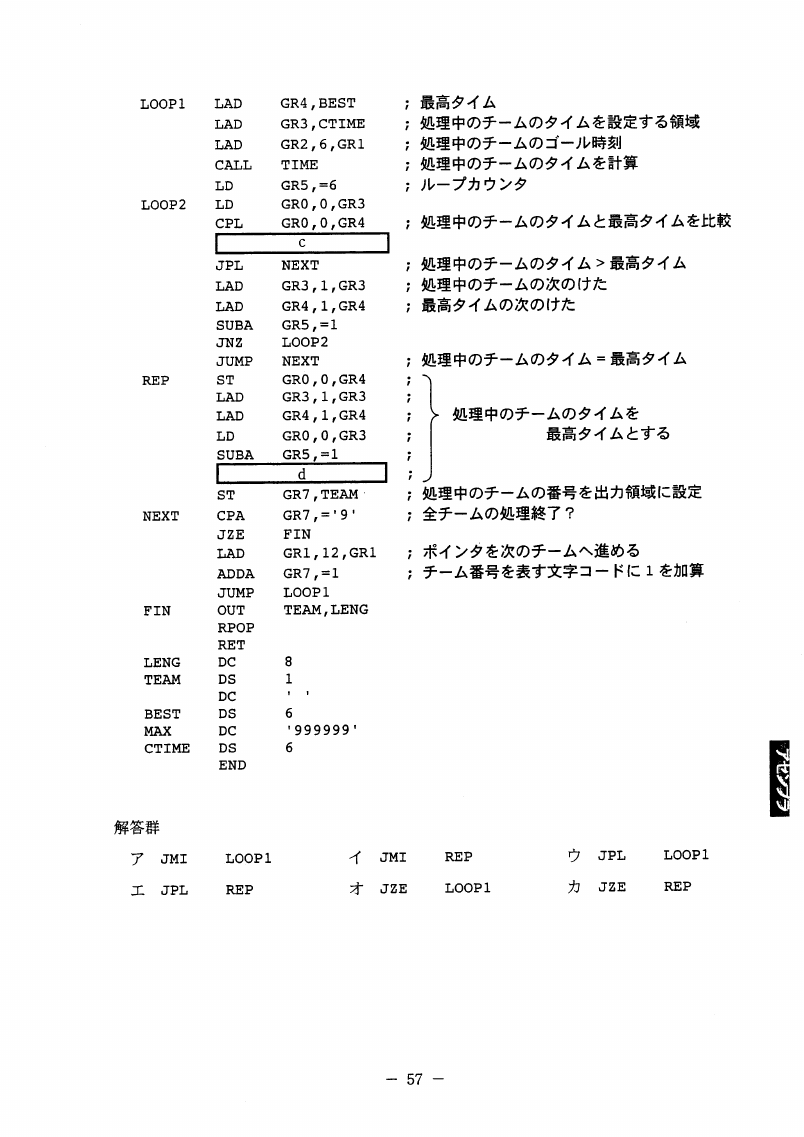 LOOP1 LAD GR4,BEST ; 最高タイム
LAD GR3,CTIME ; 処理中のチームのタイムを設定する領域
LAD GR2,6,GR1 ; 処理中のチームのゴール時刻
CALL TIME ; 処理中のチームのタイムを計算
LD GR5,=6 ; ループカウンタ
LOOP2 LD GR0,0,GR3
CPL GR0,0,GR4 ; 処理中のチームのタイムと最高タイムを比較
c
JPL NEXT ; 処理中のチームのタイム > 最高タイム
LAD GR3,1,GR3 ; 処理中のチームの次のけた
LAD GR4,1,GR4 ; 最高タイムの次のけた
SUBA GR5,=1
JNZ LOOP2
JUMP NEXT ; 処理中のチームのタイム = 最高タイム
REP ST GR0,0,GR4 ;
LAD GR3,1,GR3 ;
LAD GR4,1,GR4 ; 処理中のチームのタイムを
LD GR0,0,GR3 ; 最高タイムとする
SUBA GR5,=1 ;
d ;
ST GR7,TEAM ; 処理中のチームの番号を出力領域に設定
NEXT CPA GR7,='9' ; 全チームの処理終了?
JZE FIN
LAD GR1,12,GR1 ; ポインタを次のチームへ進める
ADDA GR7,=1 ; チーム番号を表す文字コードに 1 を加算
JUMP LOOP1
FIN OUT TEAM,LENG
RPOP
RET
LENG DC 8
TEAM DS 1
DC ' '
BEST DS 6
MAX DC '999999'
CTIME DS 6
END
アセンブラ
解答群
ア JMI LOOP1 イ JMI REP ウ JPL LOOP1
エ JPL REP オ JZE LOOP1 カ JZE REP
— 57 —